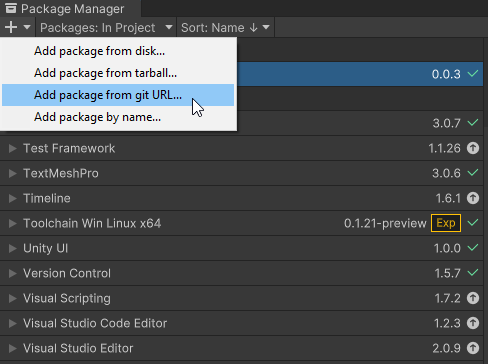 Package Manager
+ Packages: In Project Sort: Name ↓
Add package from disk...
Add package from tarball...
Add package from git URL...
Add package by name...
0.0.3
3.0.7
Test Framework 1.1.26
TextMeshPro 3.0.6
Timeline 1.6.1
Toolchain Win Linux x64 0.1.21-preview Exp
Unity UI 1.0.0
Version Control 1.5.7
Visual Scripting 1.7.2
Visual Studio Code Editor 1.2.3
Visual Studio Editor 2.0.9